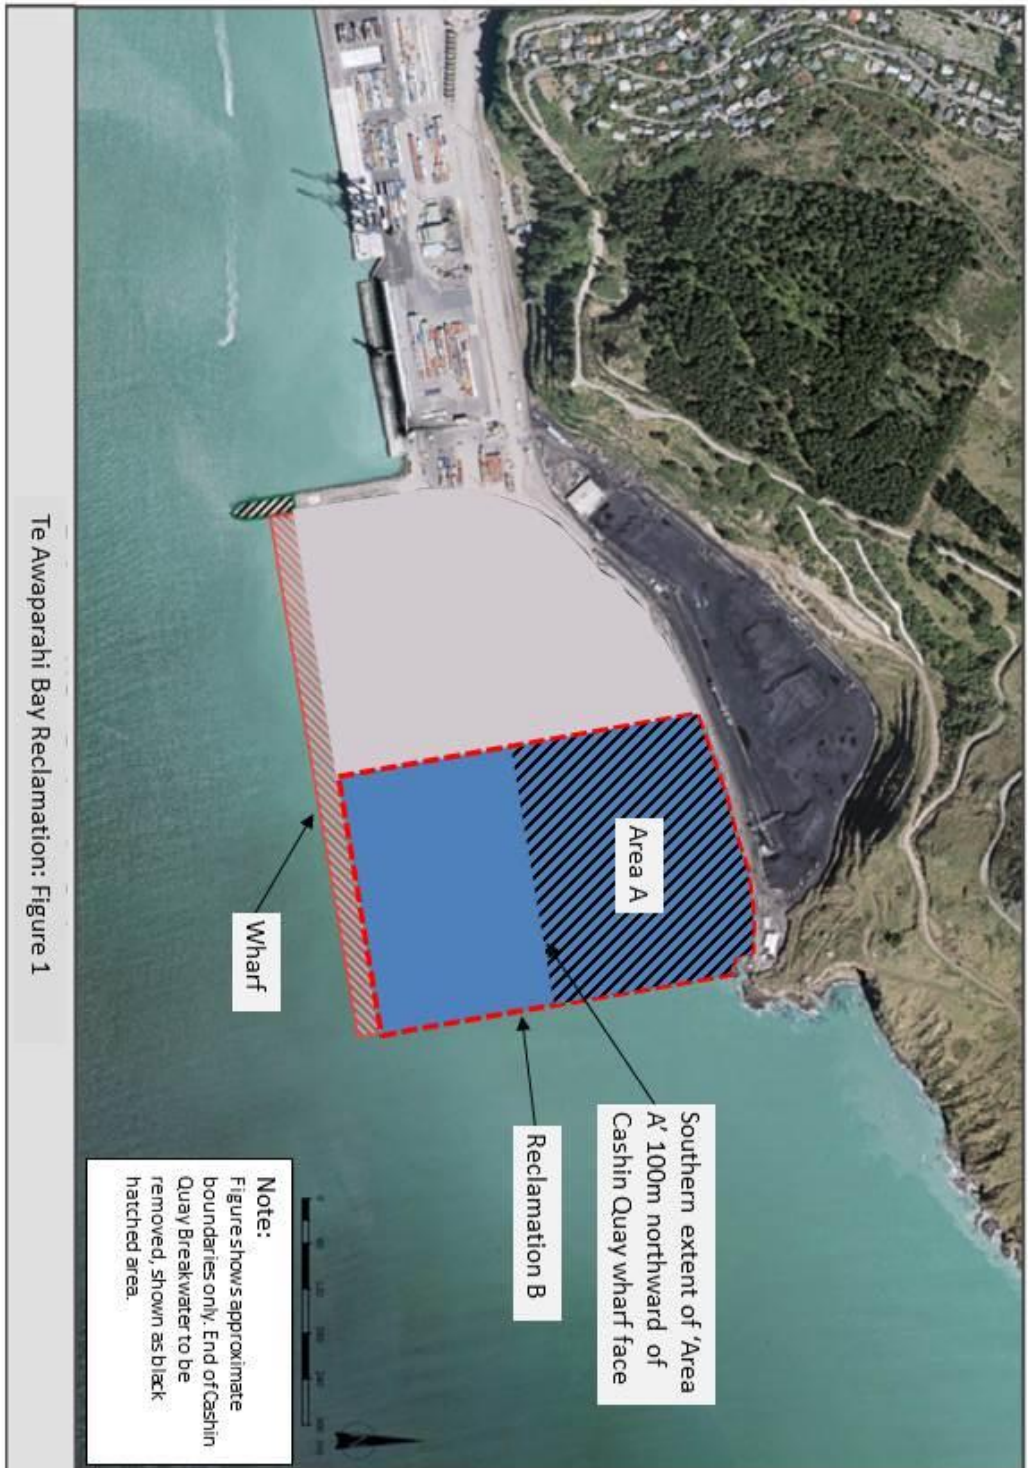 Area A
Wharf
Southern extent of 'Area
A' 100m northward of
Cashin Quay wharf face
Reclamation B
Note:
Figure shows approximate
boundaries only. End of Cashin
Quay Breakwater to be
removed, shown as black
hatched area.
Te Awaparahi Bay Reclamation: Figure 1